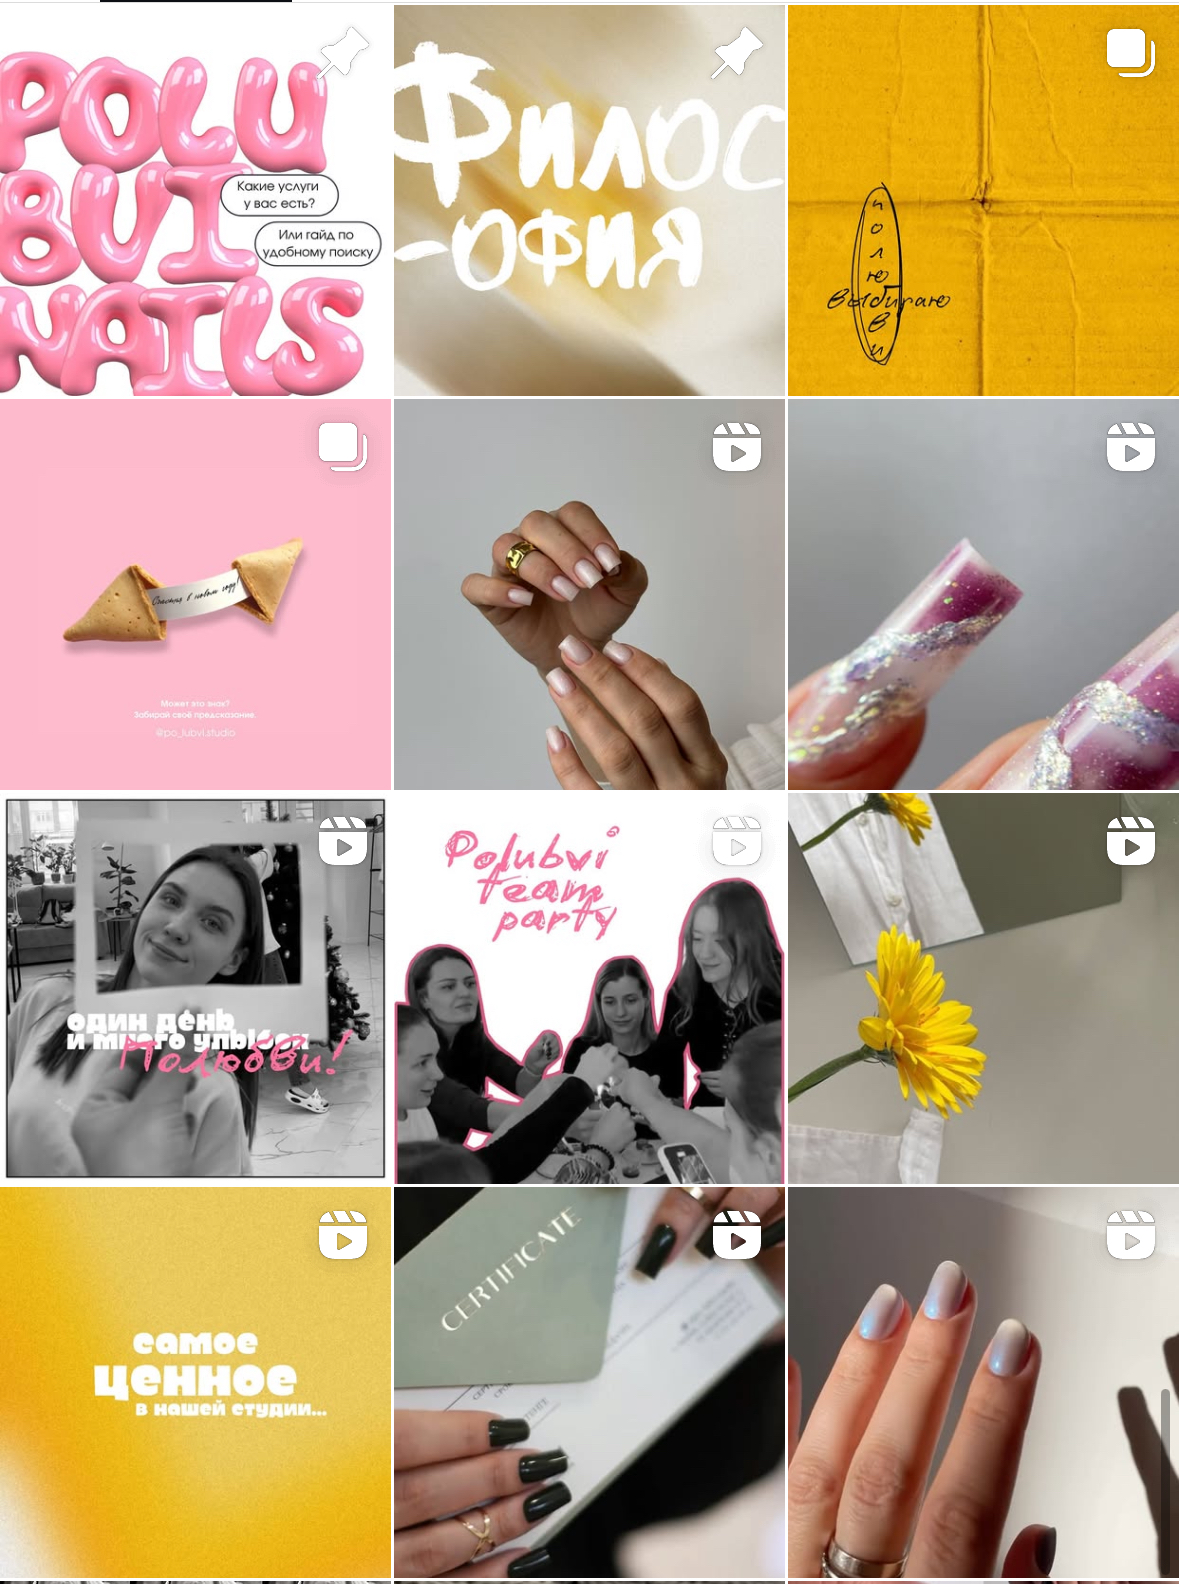 POLU
BVI
NAILS
Какие услуги
у вас есть?
Или гайд по
удобному поиску
Филос
-офия
полюбви
выбираю
Счастья в новом году!
Может это знак?
Забирай своё предсказание.
@po_lubvi.studio
один день
и много улыбок
Полюбви!
Polubvi
team
party
самое
ценное
в нашей студии...
CERTIFICATE